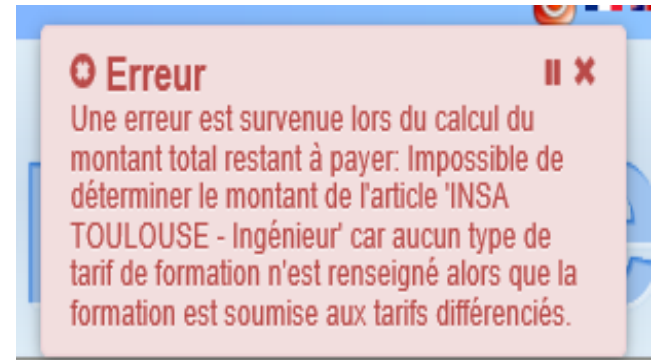 Erreur
Une erreur est survenue lors du calcul du
montant total restant à payer: Impossible de
déterminer le montant de l'article 'INSA
TOULOUSE - Ingénieur' car aucun type de
tarif de formation n'est renseigné alors que la
formation est soumise aux tarifs différenciés.